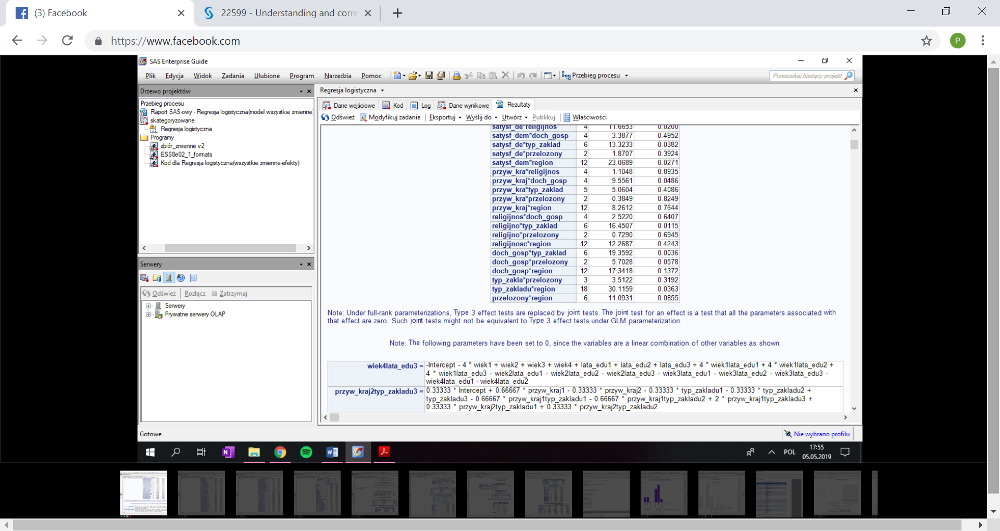 (3) Facebook
22599 - Understanding and corre
https://www.facebook.com
P
SAS Enterprise Guide
Plik Edycja Widok Zadania Ulubione Program Narzędzia Pomoc Przebieg procesu Przeszukaj bieżący projekt
Drzewo projektów
Przebieg procesu
Raport SAS-owy - Regresja logistyczna(model wszystkie zmienne
skategoryzowane
Regresja logistyczna
Programy
zbiór_zmienne v2
ESS8e02_1_formats
Kod dla Regresja logistyczna(wszystkie zmienne-efekty)
Serwery
Odśwież Rozłącz Zatrzymaj
Serwery
Prywatne serwery OLAP
Regresja logistyczna
Dane wejściowe Kod Log Dane wynikowe Rezultaty
Odśwież Modyfikuj zadanie Eksportuj Wyślij do Utwórz Publikuj Właściwości
satysf_de*religijnos 4 11.6653 0.0200
satysf_dem*doch_gosp 4 3.3877 0.4952
satysf_de*typ_zaklad 6 13.3233 0.0382
satysf_de*przelozony 2 1.8707 0.3924
satysf_dem*region 12 23.0689 0.0271
przyw_kra*religijnos 4 1.1048 0.8935
przyw_kraj*doch_gosp 4 9.5561 0.0486
przyw_kra*typ_zaklad 5 5.0604 0.4086
przyw_kra*przelozony 2 0.3849 0.8249
przyw_kraj*region 12 8.2612 0.7644
religijnos*doch_gosp 4 2.5220 0.6407
religijno*typ_zaklad 6 16.4507 0.0115
religijno*przelozony 2 0.7290 0.6945
religijnosc*region 12 12.2687 0.4243
doch_gosp*typ_zaklad 6 19.3592 0.0036
doch_gosp*przelozony 2 5.7028 0.0578
doch_gosp*region 12 17.3418 0.1372
typ_zakla*przelozony 3 3.5122 0.3192
typ_zakladu*region 18 30.1159 0.0363
przelozony*region 6 11.0931 0.0855
Note: Under full-rank parameterizations, Type 3 effect tests are replaced by joint tests. The joint test for an effect is a test that all the parameters associated with
that effect are zero. Such joint tests might not be equivalent to Type 3 effect tests under GLM parameterization.
Note: The following parameters have been set to 0, since the variables are a linear combination of other variables as shown.
wiek4lata_edu3 = -Intercept - 4 * wiek1 + wiek2 + wiek3 + wiek4 + lata_edu1 + lata_edu2 + lata_edu3 + 4 * wiek1lata_edu1 + 4 * wiek1lata_edu2 +
4 * wiek1lata_edu3 - wiek2lata_edu1 - wiek2lata_edu2 - wiek2lata_edu3 - wiek3lata_edu1 - wiek3lata_edu2 - wiek3lata_edu3 -
wiek4lata_edu1 - wiek4lata_edu2
przyw_kraj2typ_zakladu3 = 0.33333 * Intercept + 0.66667 * przyw_kraj1 - 0.33333 * przyw_kraj2 - 0.33333 * typ_zakladu1 - 0.33333 * typ_zakladu2 +
typ_zakladu3 - 0.66667 * przyw_kraj1typ_zakladu1 - 0.66667 * przyw_kraj1typ_zakladu2 + 2 * przyw_kraj1typ_zakladu3 +
0.33333 * przyw_kraj2typ_zakladu1 + 0.33333 * przyw_kraj2typ_zakladu2
Gotowe
Nie wybrano profilu
POL
17:55
05.05.2019